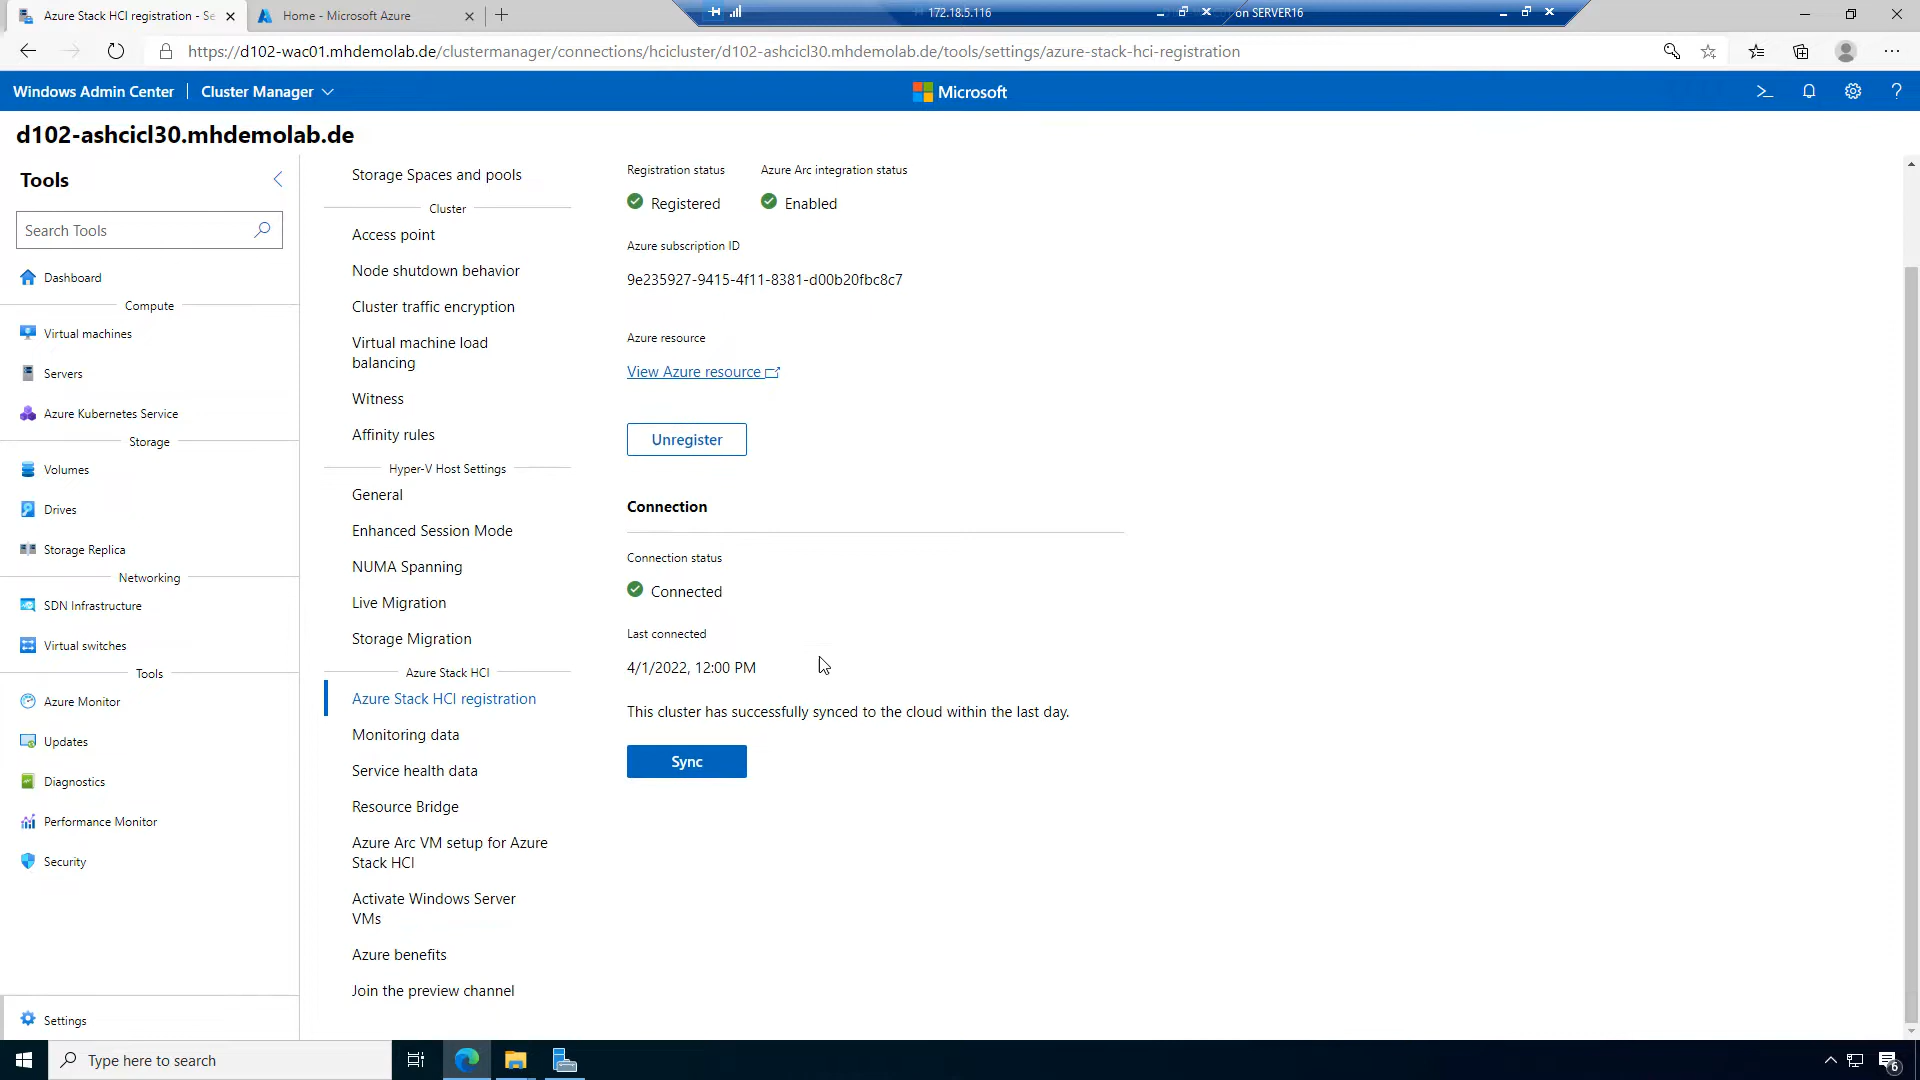 Azure Stack HCI registration - Se
Home - Microsoft Azure
172.18.5.116
on SERVER16
https://d102-wac01.mhdemolab.de/clustermanager/connections/hcicluster/d102-ashcicl30.mhdemolab.de/tools/settings/azure-stack-hci-registration
Windows Admin Center
Cluster Manager
Microsoft
d102-ashcicl30.mhdemolab.de
Tools
Search Tools
Dashboard
Compute
Virtual machines
Servers
Azure Kubernetes Service
Storage
Volumes
Drives
Storage Replica
Networking
SDN Infrastructure
Virtual switches
Tools
Azure Monitor
Updates
Diagnostics
Performance Monitor
Security
Settings
Storage Spaces and pools
Cluster
Access point
Node shutdown behavior
Cluster traffic encryption
Virtual machine load
balancing
Witness
Affinity rules
Hyper-V Host Settings
General
Enhanced Session Mode
NUMA Spanning
Live Migration
Storage Migration
Azure Stack HCI
Azure Stack HCI registration
Monitoring data
Service health data
Resource Bridge
Azure Arc VM setup for Azure
Stack HCI
Activate Windows Server
VMs
Azure benefits
Join the preview channel
Registration status
Azure Arc integration status
Registered
Enabled
Azure subscription ID
9e235927-9415-4f11-8381-d00b20fbc8c7
Azure resource
View Azure resource
Unregister
Connection
Connection status
Connected
Last connected
4/1/2022, 12:00 PM
This cluster has successfully synced to the cloud within the last day.
Sync
Type here to search
6